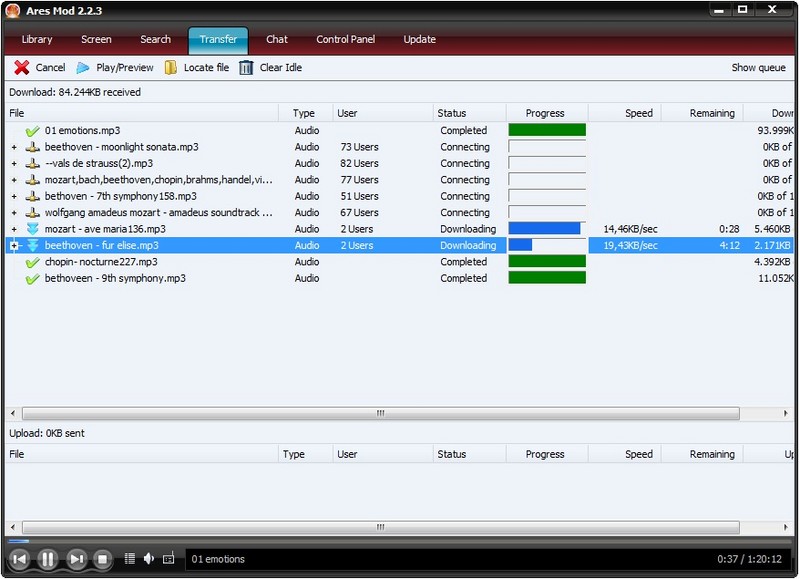 Ares Mod 2.2.3
Library Screen Search Transfer Chat Control Panel Update
Cancel Play/Preview Locate file Clear Idle Show queue
Download: 84.244KB received
File Type User Status Progress Speed Remaining Down
01 emotions.mp3 Audio Completed 93.999K
beethoven - moonlight sonata.mp3 Audio 73 Users Connecting 0KB of
--vals de strauss(2).mp3 Audio 82 Users Connecting 0KB of
mozart,bach,beethoven,chopin,brahms,handel,vi... Audio 77 Users Connecting 0KB of
bethoven - 7th symphony158.mp3 Audio 51 Users Connecting 0KB of 1
wolfgang amadeus mozart - amadeus soundtrack ... Audio 67 Users Connecting 0KB of 1
mozart - ave maria136.mp3 Audio 2 Users Downloading 14,46KB/sec 0:28 5.460KB
beethoven - fur elise.mp3 Audio 2 Users Downloading 19,43KB/sec 4:12 2.171KB
chopin- nocturne227.mp3 Audio Completed 4.392KB
bethoveen - 9th symphony.mp3 Audio Completed 11.052K
Upload: 0KB sent
File Type User Status Progress Speed Remaining Up
01 emotions 0:37 / 1:20:12